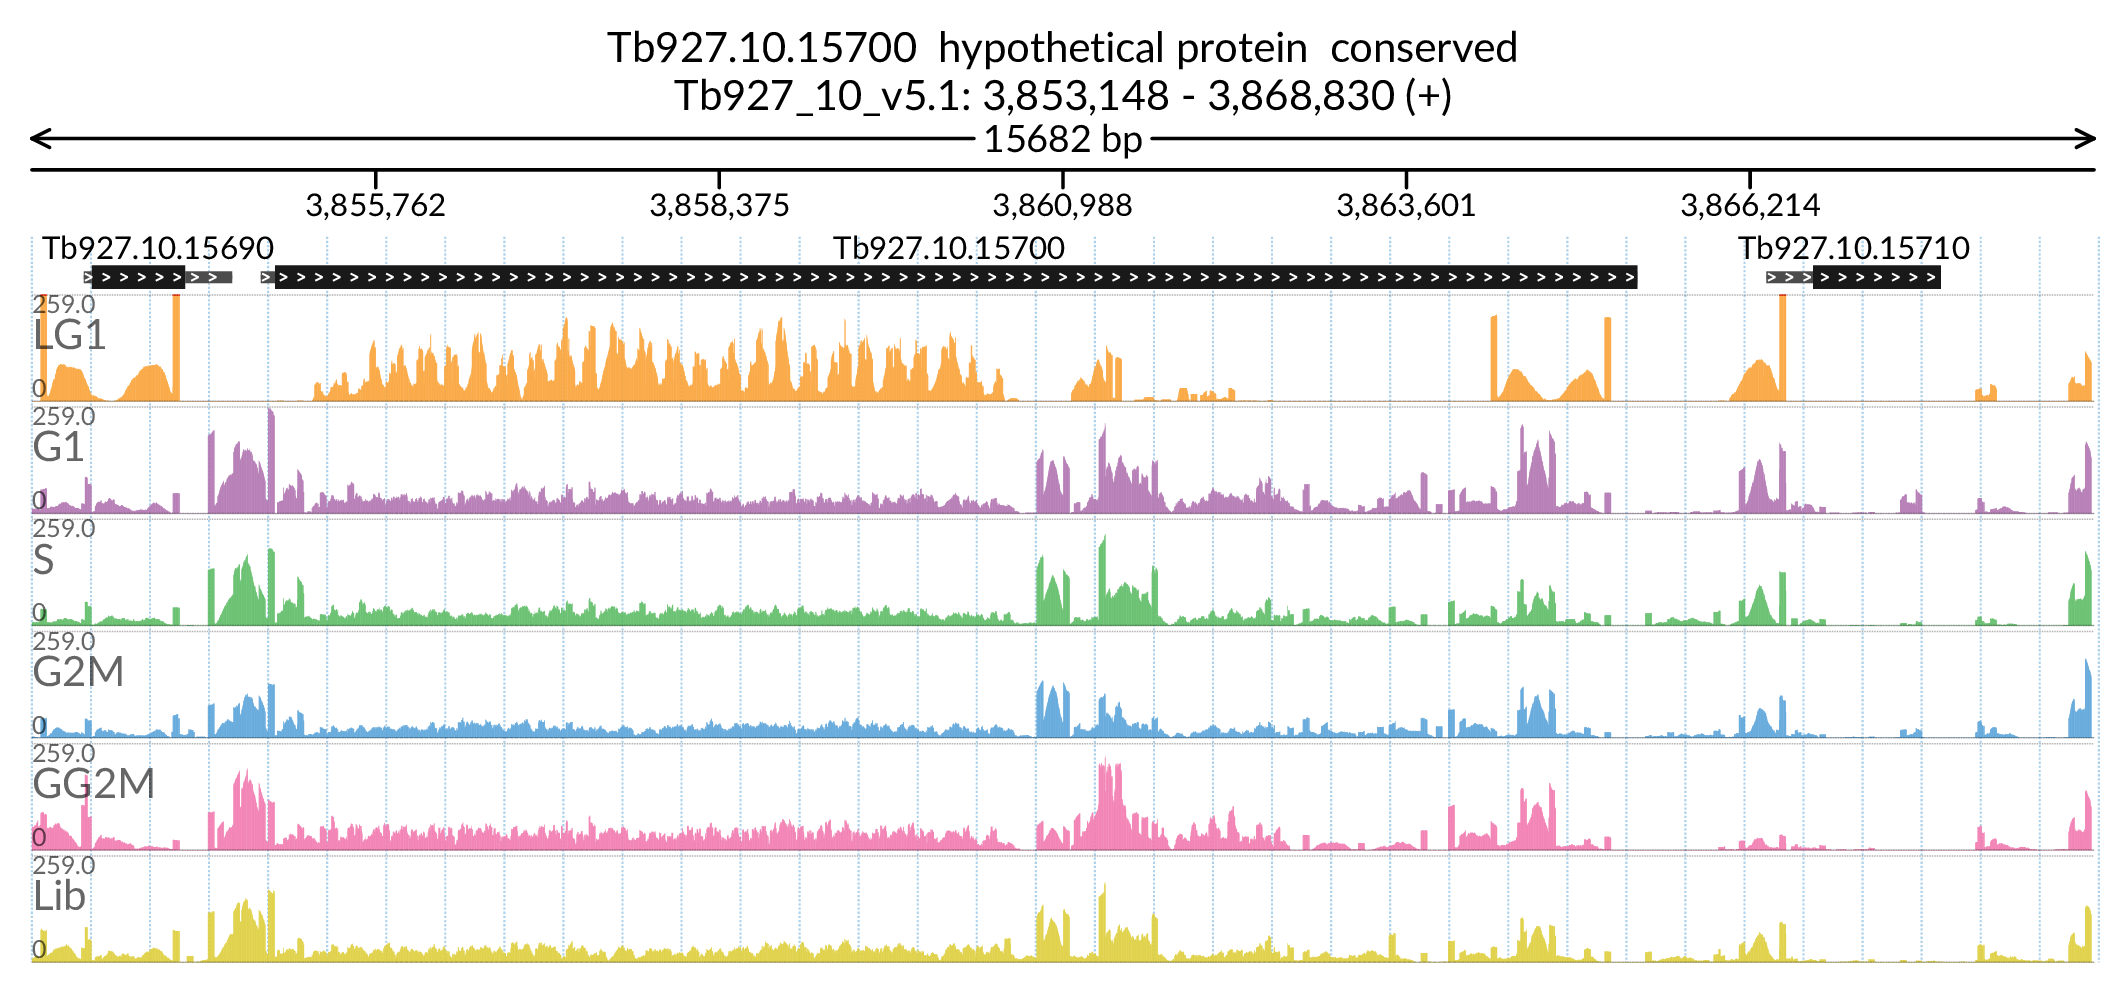 Tb927.10.15700 hypothetical protein conserved
Tb927_10_v5.1: 3,853,148 - 3,868,830 (+)
15682 bp
3,855,762 3,858,375 3,860,988 3,863,601 3,866,214
Tb927.10.15690 Tb927.10.15700 Tb927.10.15710
259.0
LG1
0
259.0
G1
0
259.0
S
0
259.0
G2M
0
259.0
GG2M
0
259.0
Lib
0